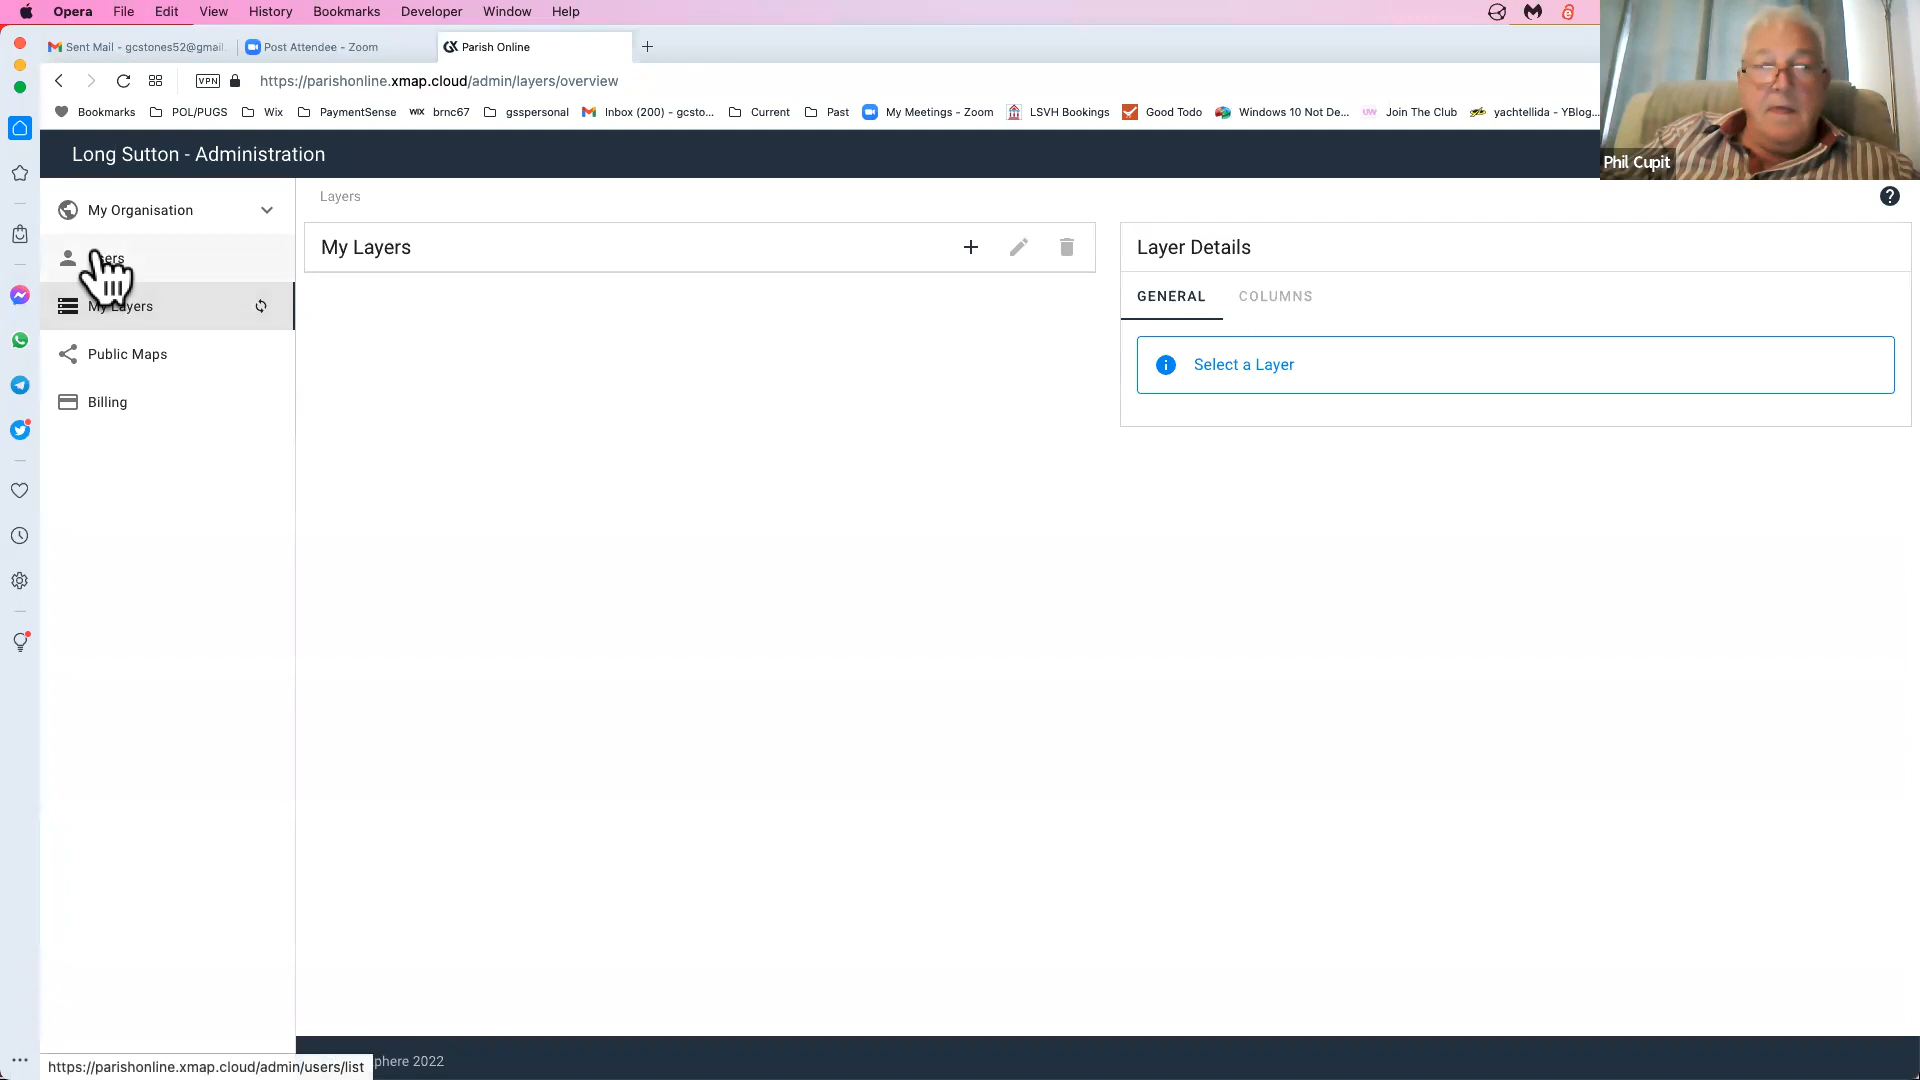 Opera File Edit View History Bookmarks Developer Window Help
Sent Mail - gcstones52@gmail. Post Attendee - Zoom Parish Online
VPN https://parishonline.xmap.cloud/admin/layers/overview
Bookmarks POL/PUGS Wix PaymentSense WIX brnc67 gsspersonal Inbox (200) - gcsto... Current Past My Meetings - Zoom LSVH Bookings Good Todo Windows 10 Not De... UW Join The Club yachtellida - YBlog...
Phil Cupit
Long Sutton - Administration
My Organisation
My Layers
Public Maps
Billing
Layers
My Layers
Layer Details
GENERAL COLUMNS
Select a Layer
phere 2022
https://parishonline.xmap.cloud/admin/users/list